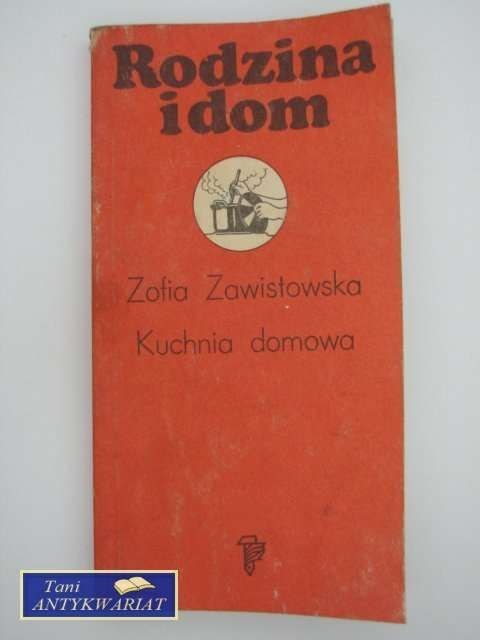 Rodzina
i dom
Zofia Zawistowska
Kuchnia domowa
Tani
ANTYKWARIAT